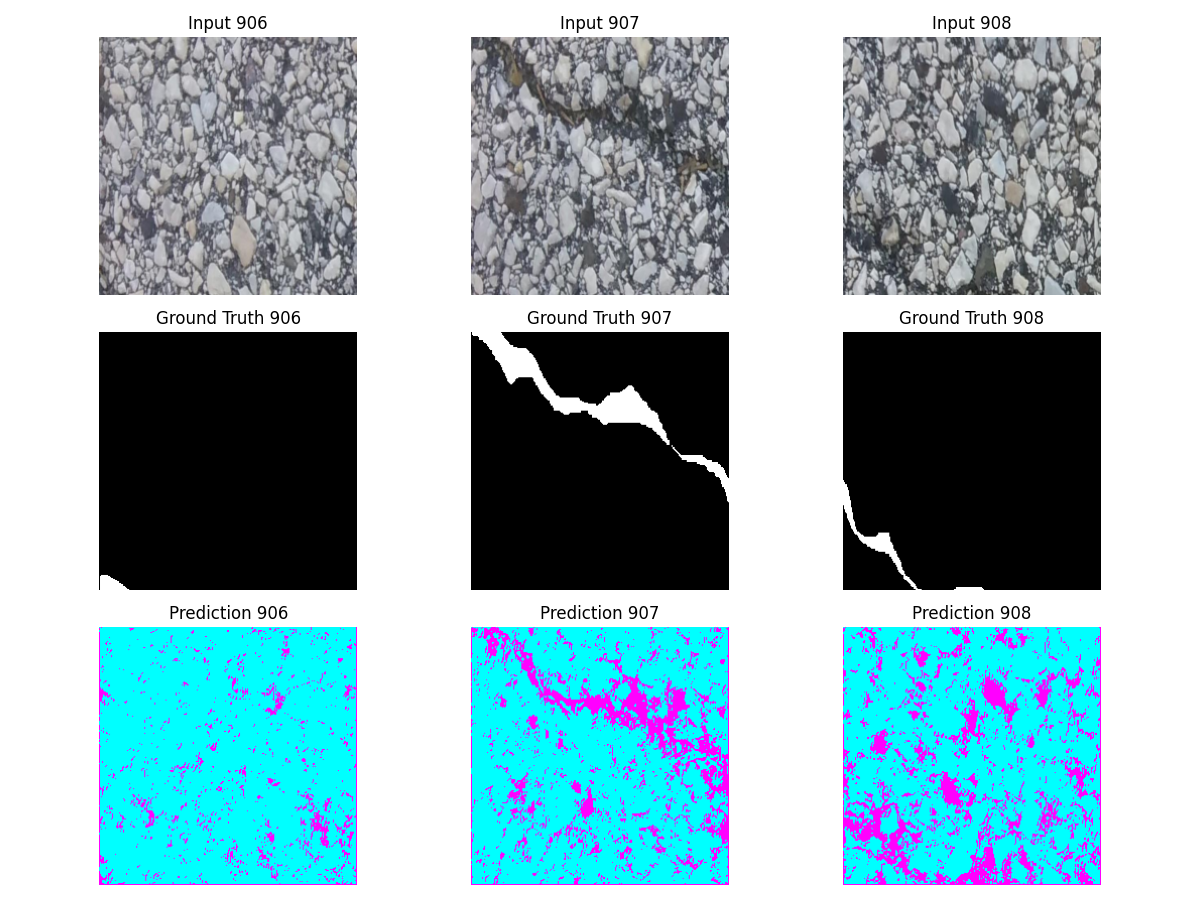 Input 906
Input 907
Input 908
Ground Truth 906
Ground Truth 907
Ground Truth 908
Prediction 906
Prediction 907
Prediction 908